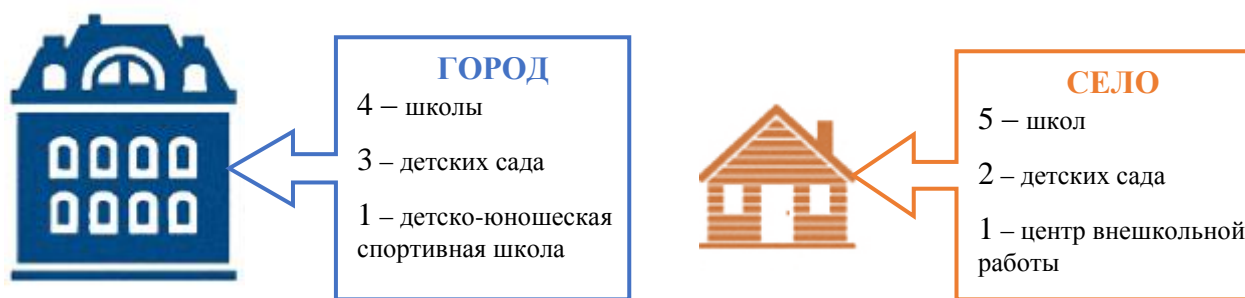 ГОРОД
4 – школы
3 – детских сада
1 – детско-юношеская
спортивная школа
СЕЛО
5 – школ
2 – детских сада
1 – центр внешкольной
работы